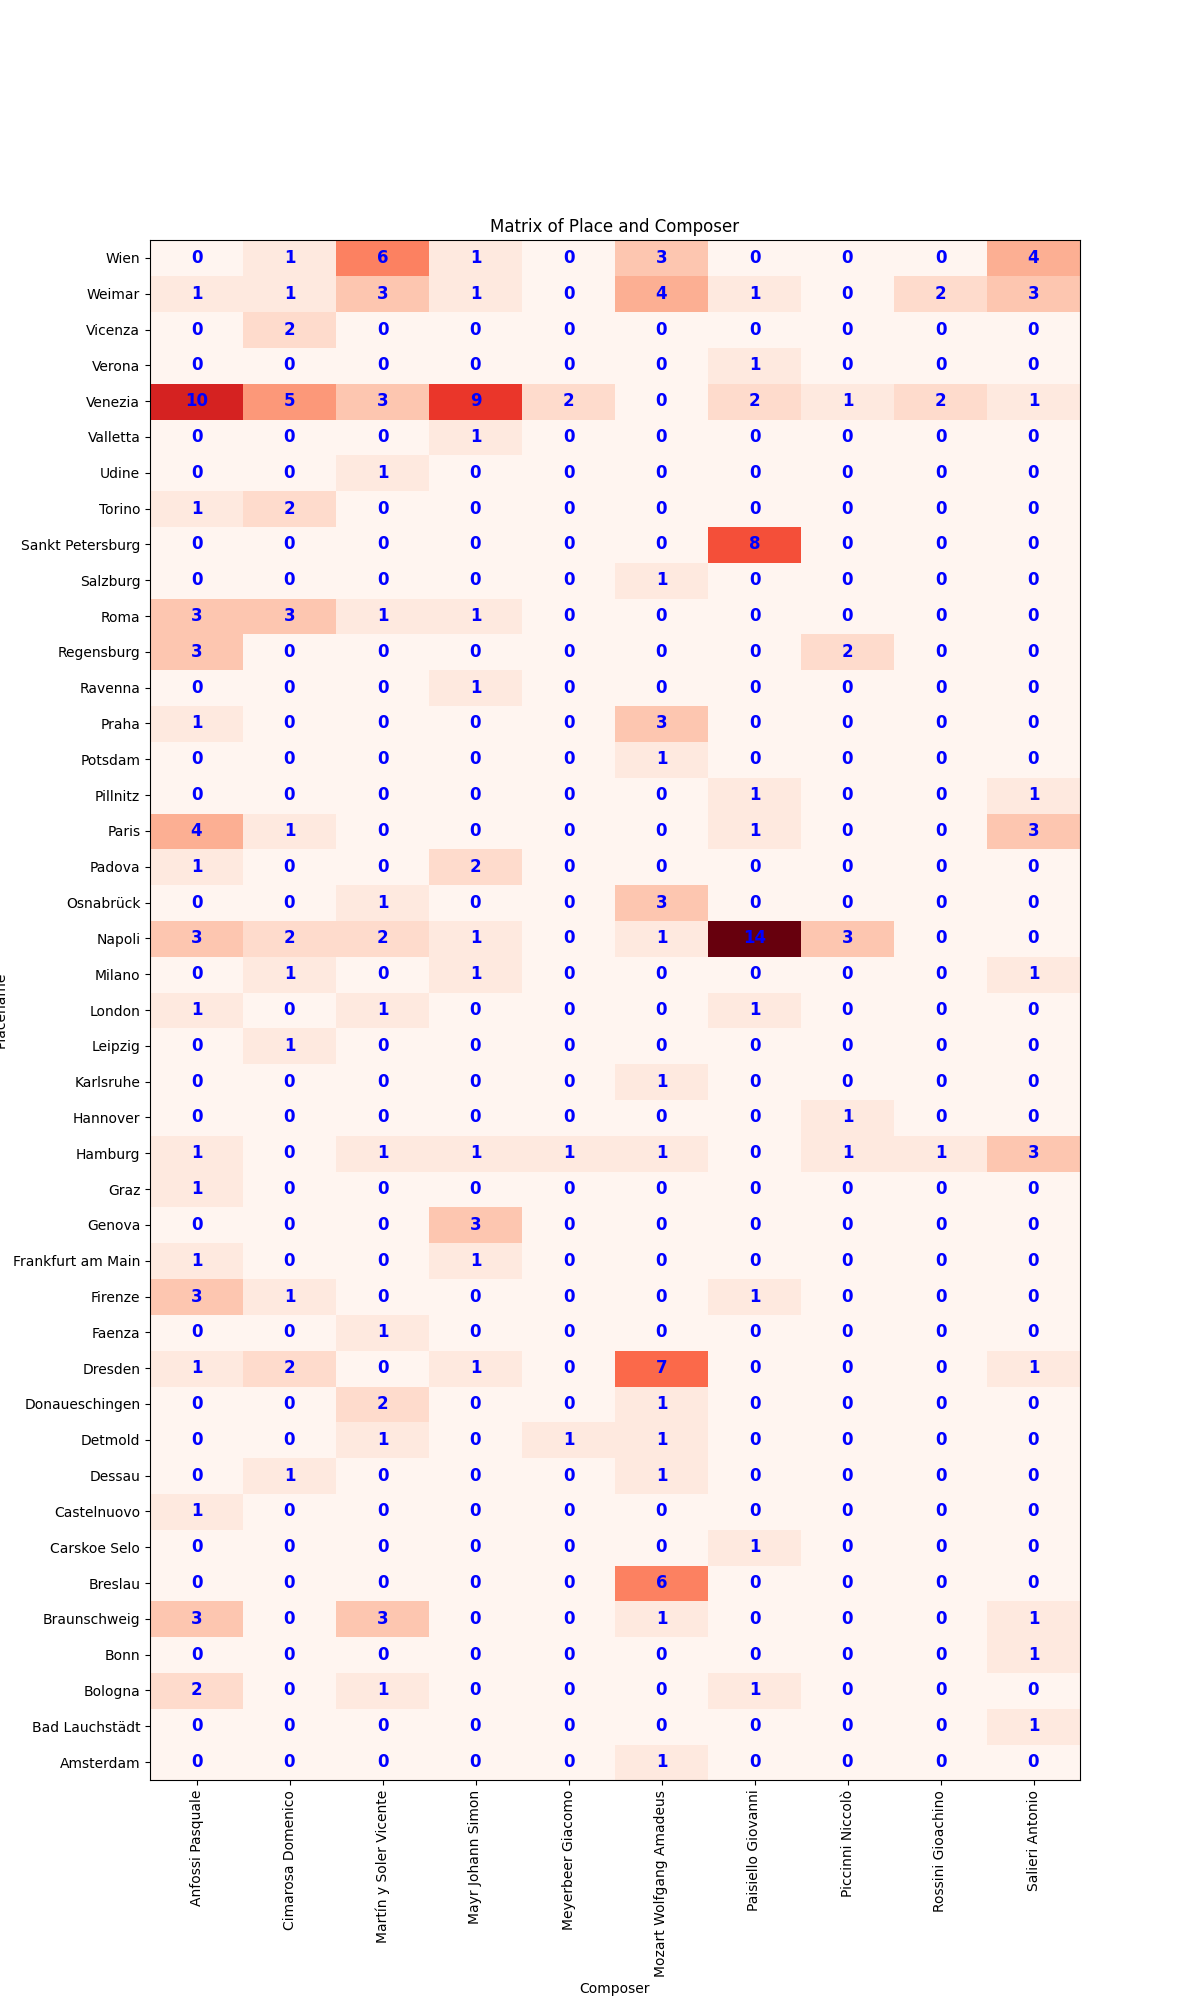 Matrix of Place and Composer
Wien 0 1 6 1 0 3 0 0 0 4
Weimar 1 1 3 1 0 4 1 0 2 3
Vicenza 0 2 0 0 0 0 0 0 0 0
Verona 0 0 0 0 0 0 1 0 0 0
Venezia 10 5 3 9 2 0 2 1 2 1
Valletta 0 0 0 1 0 0 0 0 0 0
Udine 0 0 1 0 0 0 0 0 0 0
Torino 1 2 0 0 0 0 0 0 0 0
Sankt Petersburg 0 0 0 0 0 0 8 0 0 0
Salzburg 0 0 0 0 0 1 0 0 0 0
Roma 3 3 1 1 0 0 0 0 0 0
Regensburg 3 0 0 0 0 0 0 2 0 0
Ravenna 0 0 0 1 0 0 0 0 0 0
Praha 1 0 0 0 0 3 0 0 0 0
Potsdam 0 0 0 0 0 1 0 0 0 0
Pillnitz 0 0 0 0 0 0 1 0 0 1
Paris 4 1 0 0 0 0 1 0 0 3
Padova 1 0 0 2 0 0 0 0 0 0
Osnabrück 0 0 1 0 0 3 0 0 0 0
Napoli 3 2 2 1 0 1 14 3 0 0
Milano 0 1 0 1 0 0 0 0 0 1
London 1 0 1 0 0 0 1 0 0 0
Leipzig 0 1 0 0 0 0 0 0 0 0
Karlsruhe 0 0 0 0 0 1 0 0 0 0
Hannover 0 0 0 0 0 0 0 1 0 0
Hamburg 1 0 1 1 1 1 0 1 1 3
Graz 1 0 0 0 0 0 0 0 0 0
Genova 0 0 0 3 0 0 0 0 0 0
Frankfurt am Main 1 0 0 1 0 0 0 0 0 0
Firenze 3 1 0 0 0 0 1 0 0 0
Faenza 0 0 1 0 0 0 0 0 0 0
Dresden 1 2 0 1 0 7 0 0 0 1
Donaueschingen 0 0 2 0 0 1 0 0 0 0
Detmold 0 0 1 0 1 1 0 0 0 0
Dessau 0 1 0 0 0 1 0 0 0 0
Castelnuovo 1 0 0 0 0 0 0 0 0 0
Carskoe Selo 0 0 0 0 0 0 1 0 0 0
Breslau 0 0 0 0 0 6 0 0 0 0
Braunschweig 3 0 3 0 0 1 0 0 0 1
Bonn 0 0 0 0 0 0 0 0 0 1
Bologna 2 0 1 0 0 0 1 0 0 0
Bad Lauchstädt 0 0 0 0 0 0 0 0 0 1
Amsterdam 0 0 0 0 0 1 0 0 0 0
Anfossi Pasquale
Cimarosa Domenico
Martín y Soler Vicente
Mayr Johann Simon
Meyerbeer Giacomo
Mozart Wolfgang Amadeus
Paisiello Giovanni
Piccinni Niccolò
Rossini Gioachino
Salieri Antonio
Composer